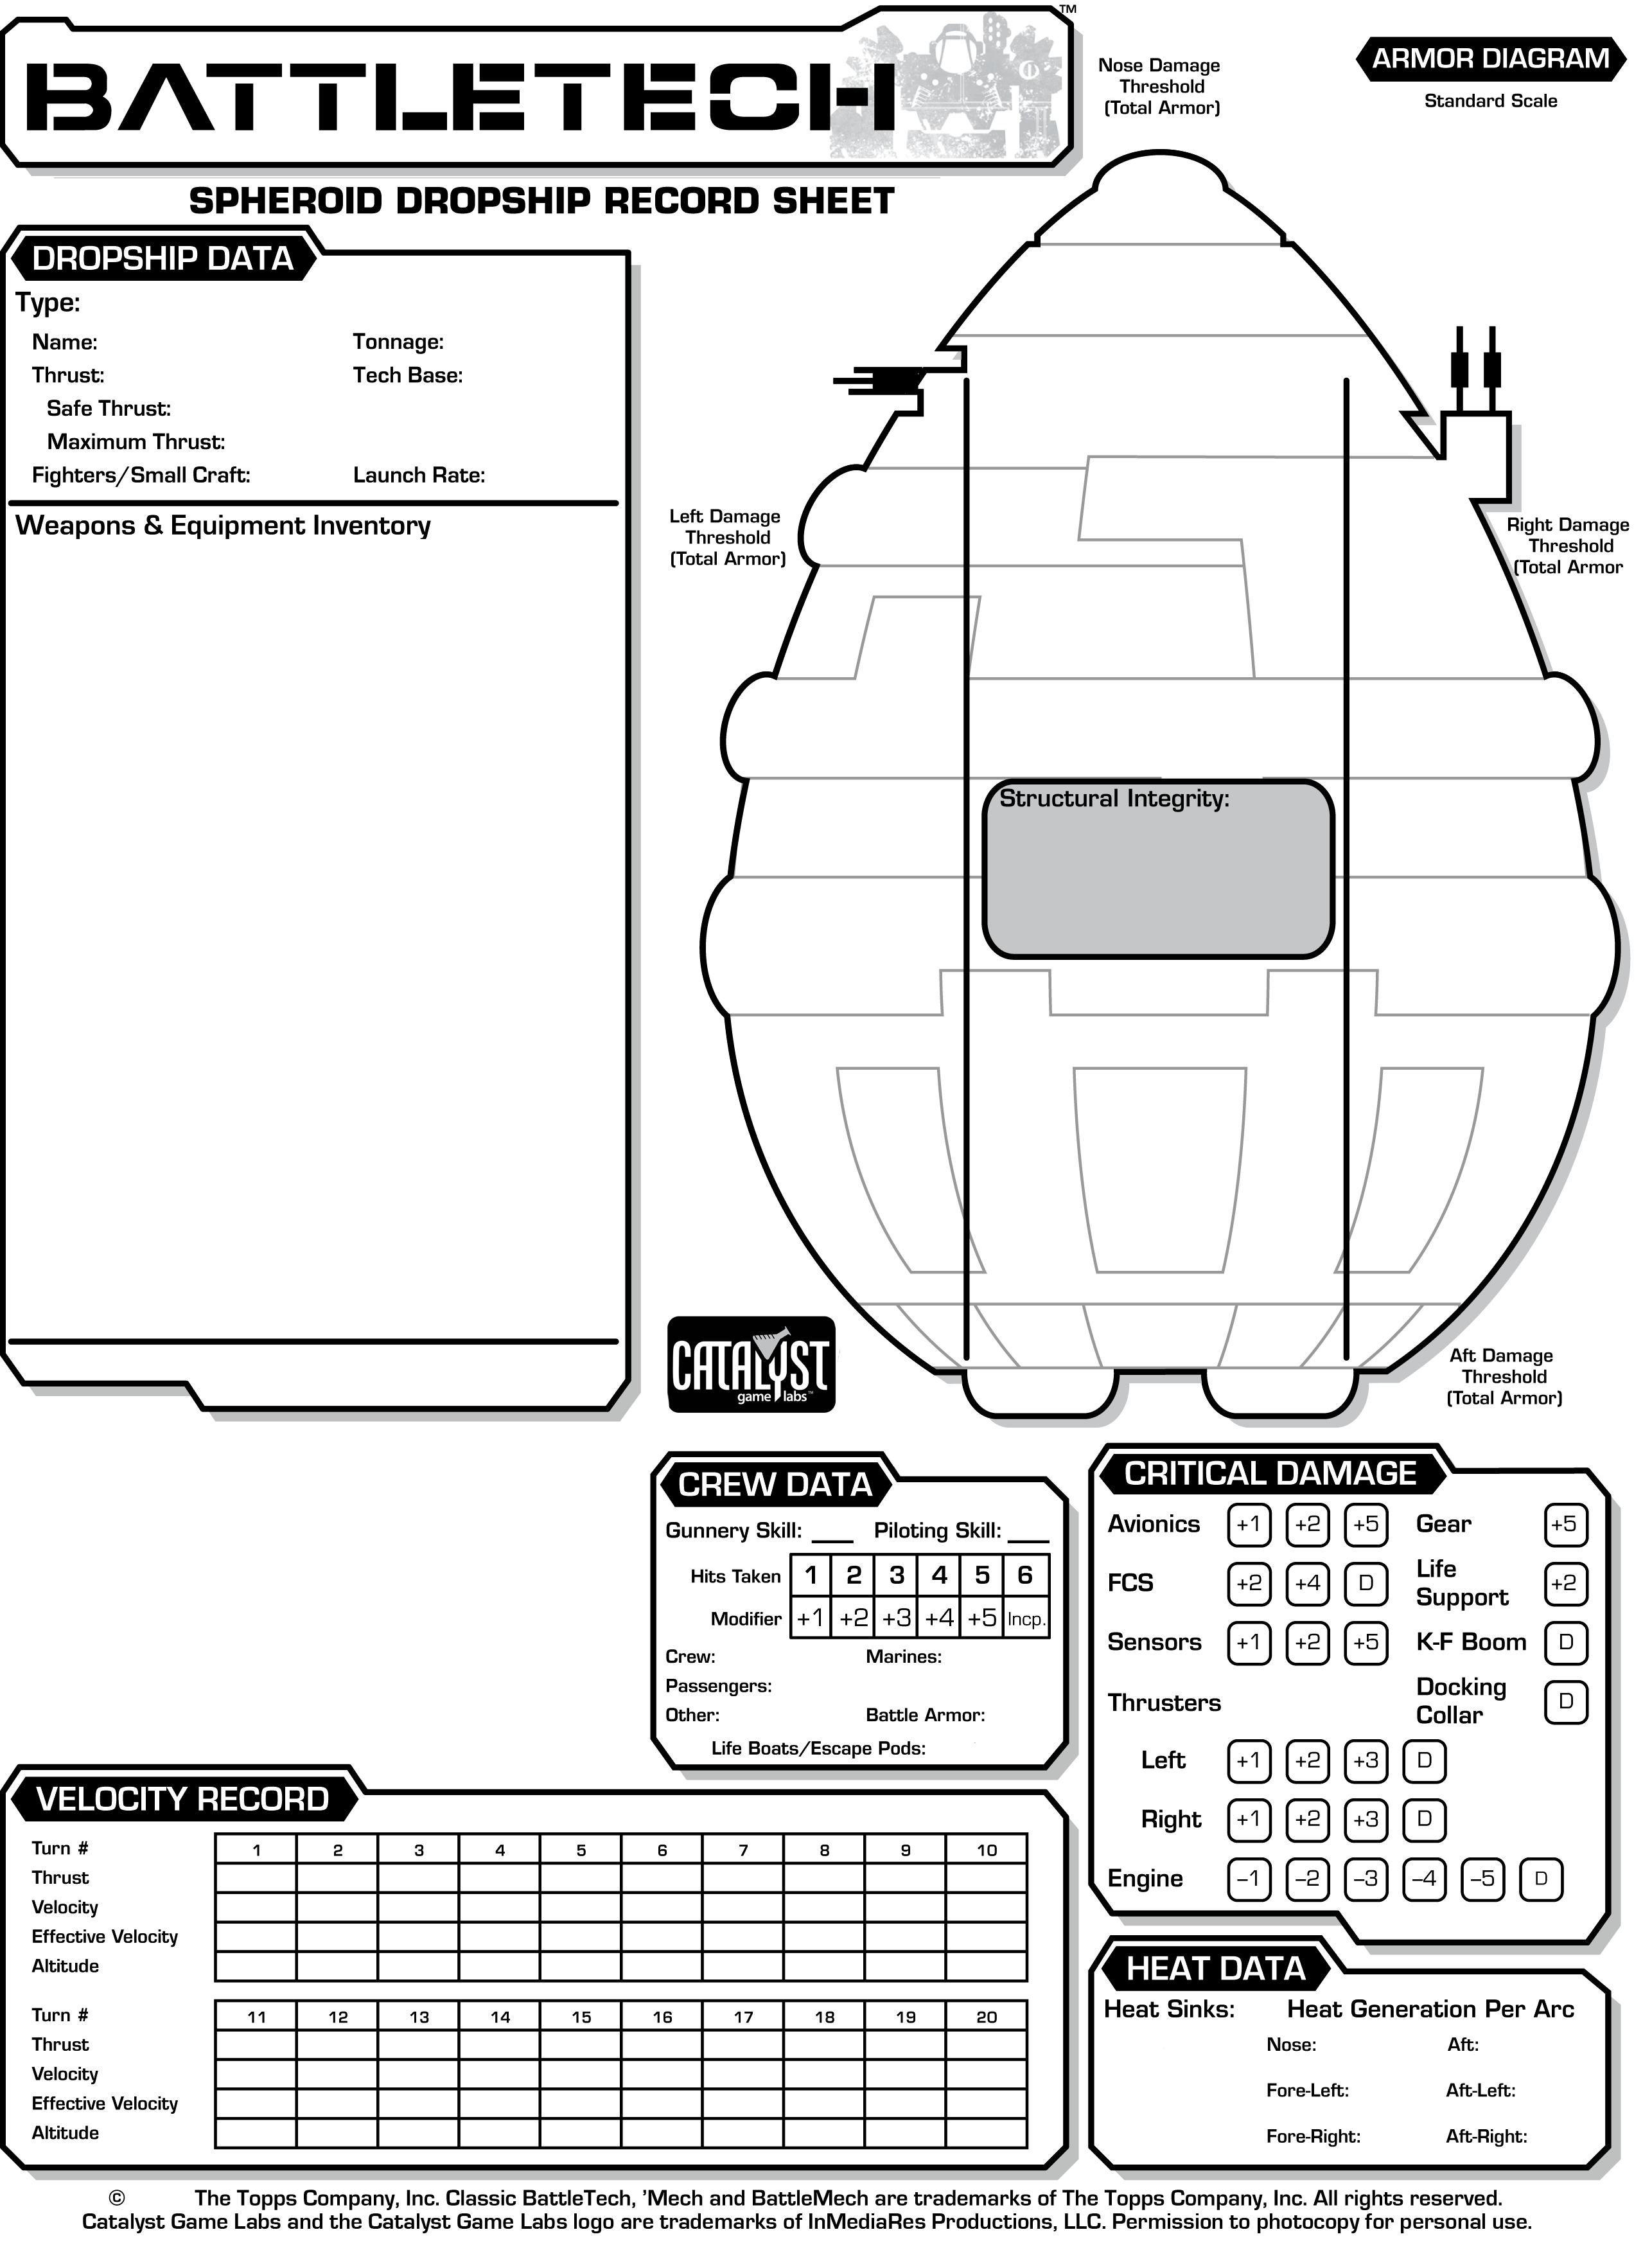 BATTLETECH™
SPHEROID DROPSHIP RECORD SHEET
DROPSHIP DATA
Type:
Name: Tonnage:
Thrust: Tech Base:
Safe Thrust:
Maximum Thrust:
Fighters/Small Craft: Launch Rate:
Weapons & Equipment Inventory
Nose Damage
Threshold
(Total Armor)
ARMOR DIAGRAM
Standard Scale
Left Damage
Threshold
(Total Armor)
Right Damage
Threshold
(Total Armor
Structural Integrity:
Aft Damage
Threshold
(Total Armor)
CATALYST
game labs™
CREW DATA
Gunnery Skill: ___ Piloting Skill: ___
Hits Taken 1 2 3 4 5 6
Modifier +1 +2 +3 +4 +5 Incp.
Crew: Marines:
Passengers:
Other: Battle Armor:
Life Boats/Escape Pods:
CRITICAL DAMAGE
Avionics +1 +2 +5 Gear +5
FCS +2 +4 D Life
Support +2
Sensors +1 +2 +5 K-F Boom D
Thrusters Docking
Collar D
Left +1 +2 +3 D
Right +1 +2 +3 D
Engine –1 –2 –3 –4 –5 D
VELOCITY RECORD
Turn # 1 2 3 4 5 6 7 8 9 10
Thrust
Velocity
Effective Velocity
Altitude
Turn # 11 12 13 14 15 16 17 18 19 20
Thrust
Velocity
Effective Velocity
Altitude
HEAT DATA
Heat Sinks: Heat Generation Per Arc
Nose: Aft:
Fore-Left: Aft-Left:
Fore-Right: Aft-Right:
© The Topps Company, Inc. Classic BattleTech, ’Mech and BattleMech are trademarks of The Topps Company, Inc. All rights reserved.
Catalyst Game Labs and the Catalyst Game Labs logo are trademarks of InMediaRes Productions, LLC. Permission to photocopy for personal use.